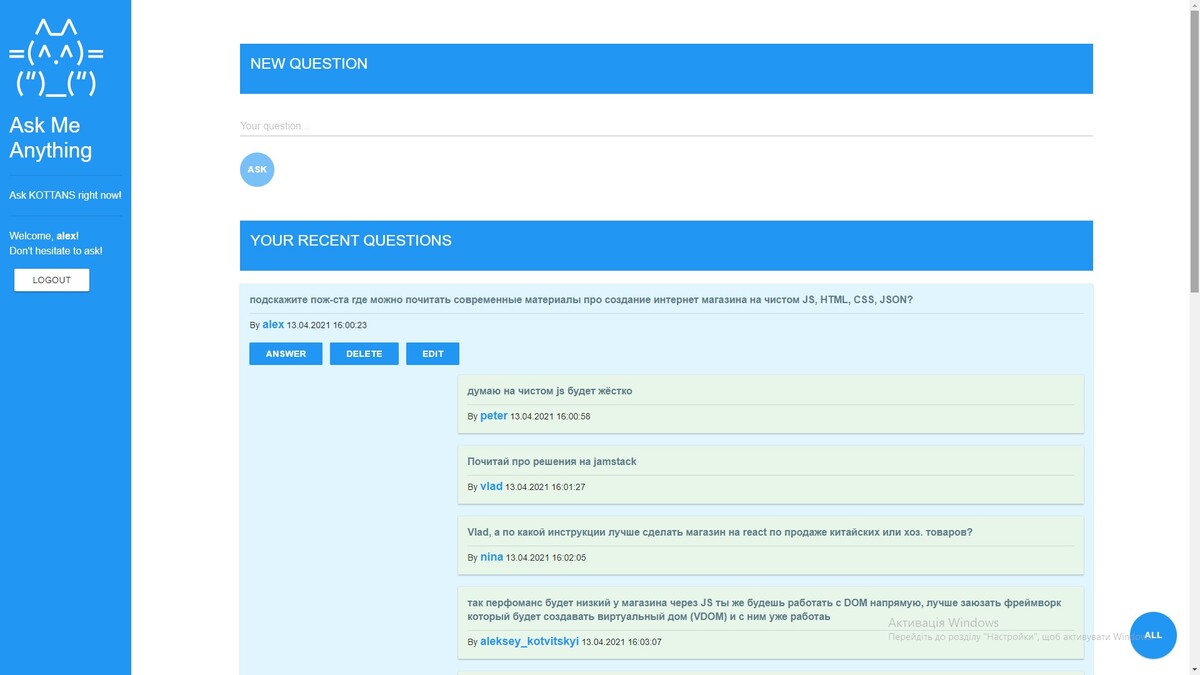 =(^.^)=
(")__(")
Ask Me
Anything
Ask KOTTANS right now!
Welcome, alex!
Don't hesitate to ask!
LOGOUT
NEW QUESTION
Your question...
ASK
YOUR RECENT QUESTIONS
подскажите пож-ста где можно почитать современные материалы про создание интернет магазина на чистом JS, HTML, CSS, JSON?
By alex 13.04.2021 16:00:23
ANSWER DELETE EDIT
думаю на чистом js будет жёстко
By peter 13.04.2021 16:00:58
Почитай про решения на jamstack
By vlad 13.04.2021 16:01:27
Vlad, а по какой инструкции лучше сделать магазин на react по продаже китайских или хоз. товаров?
By nina 13.04.2021 16:02:05
так перфоманс будет низкий у магазина через JS ты же будешь работать с DOM напрямую, лучше заюзать фреймворк
который будет создавать виртуальный дом (VDOM) и с ним уже работаь
By aleksey_kotvitskyi 13.04.2021 16:03:07
Активація Windows
Перейдіть до розділу "Настройки", щоб активувати Windows.
ALL